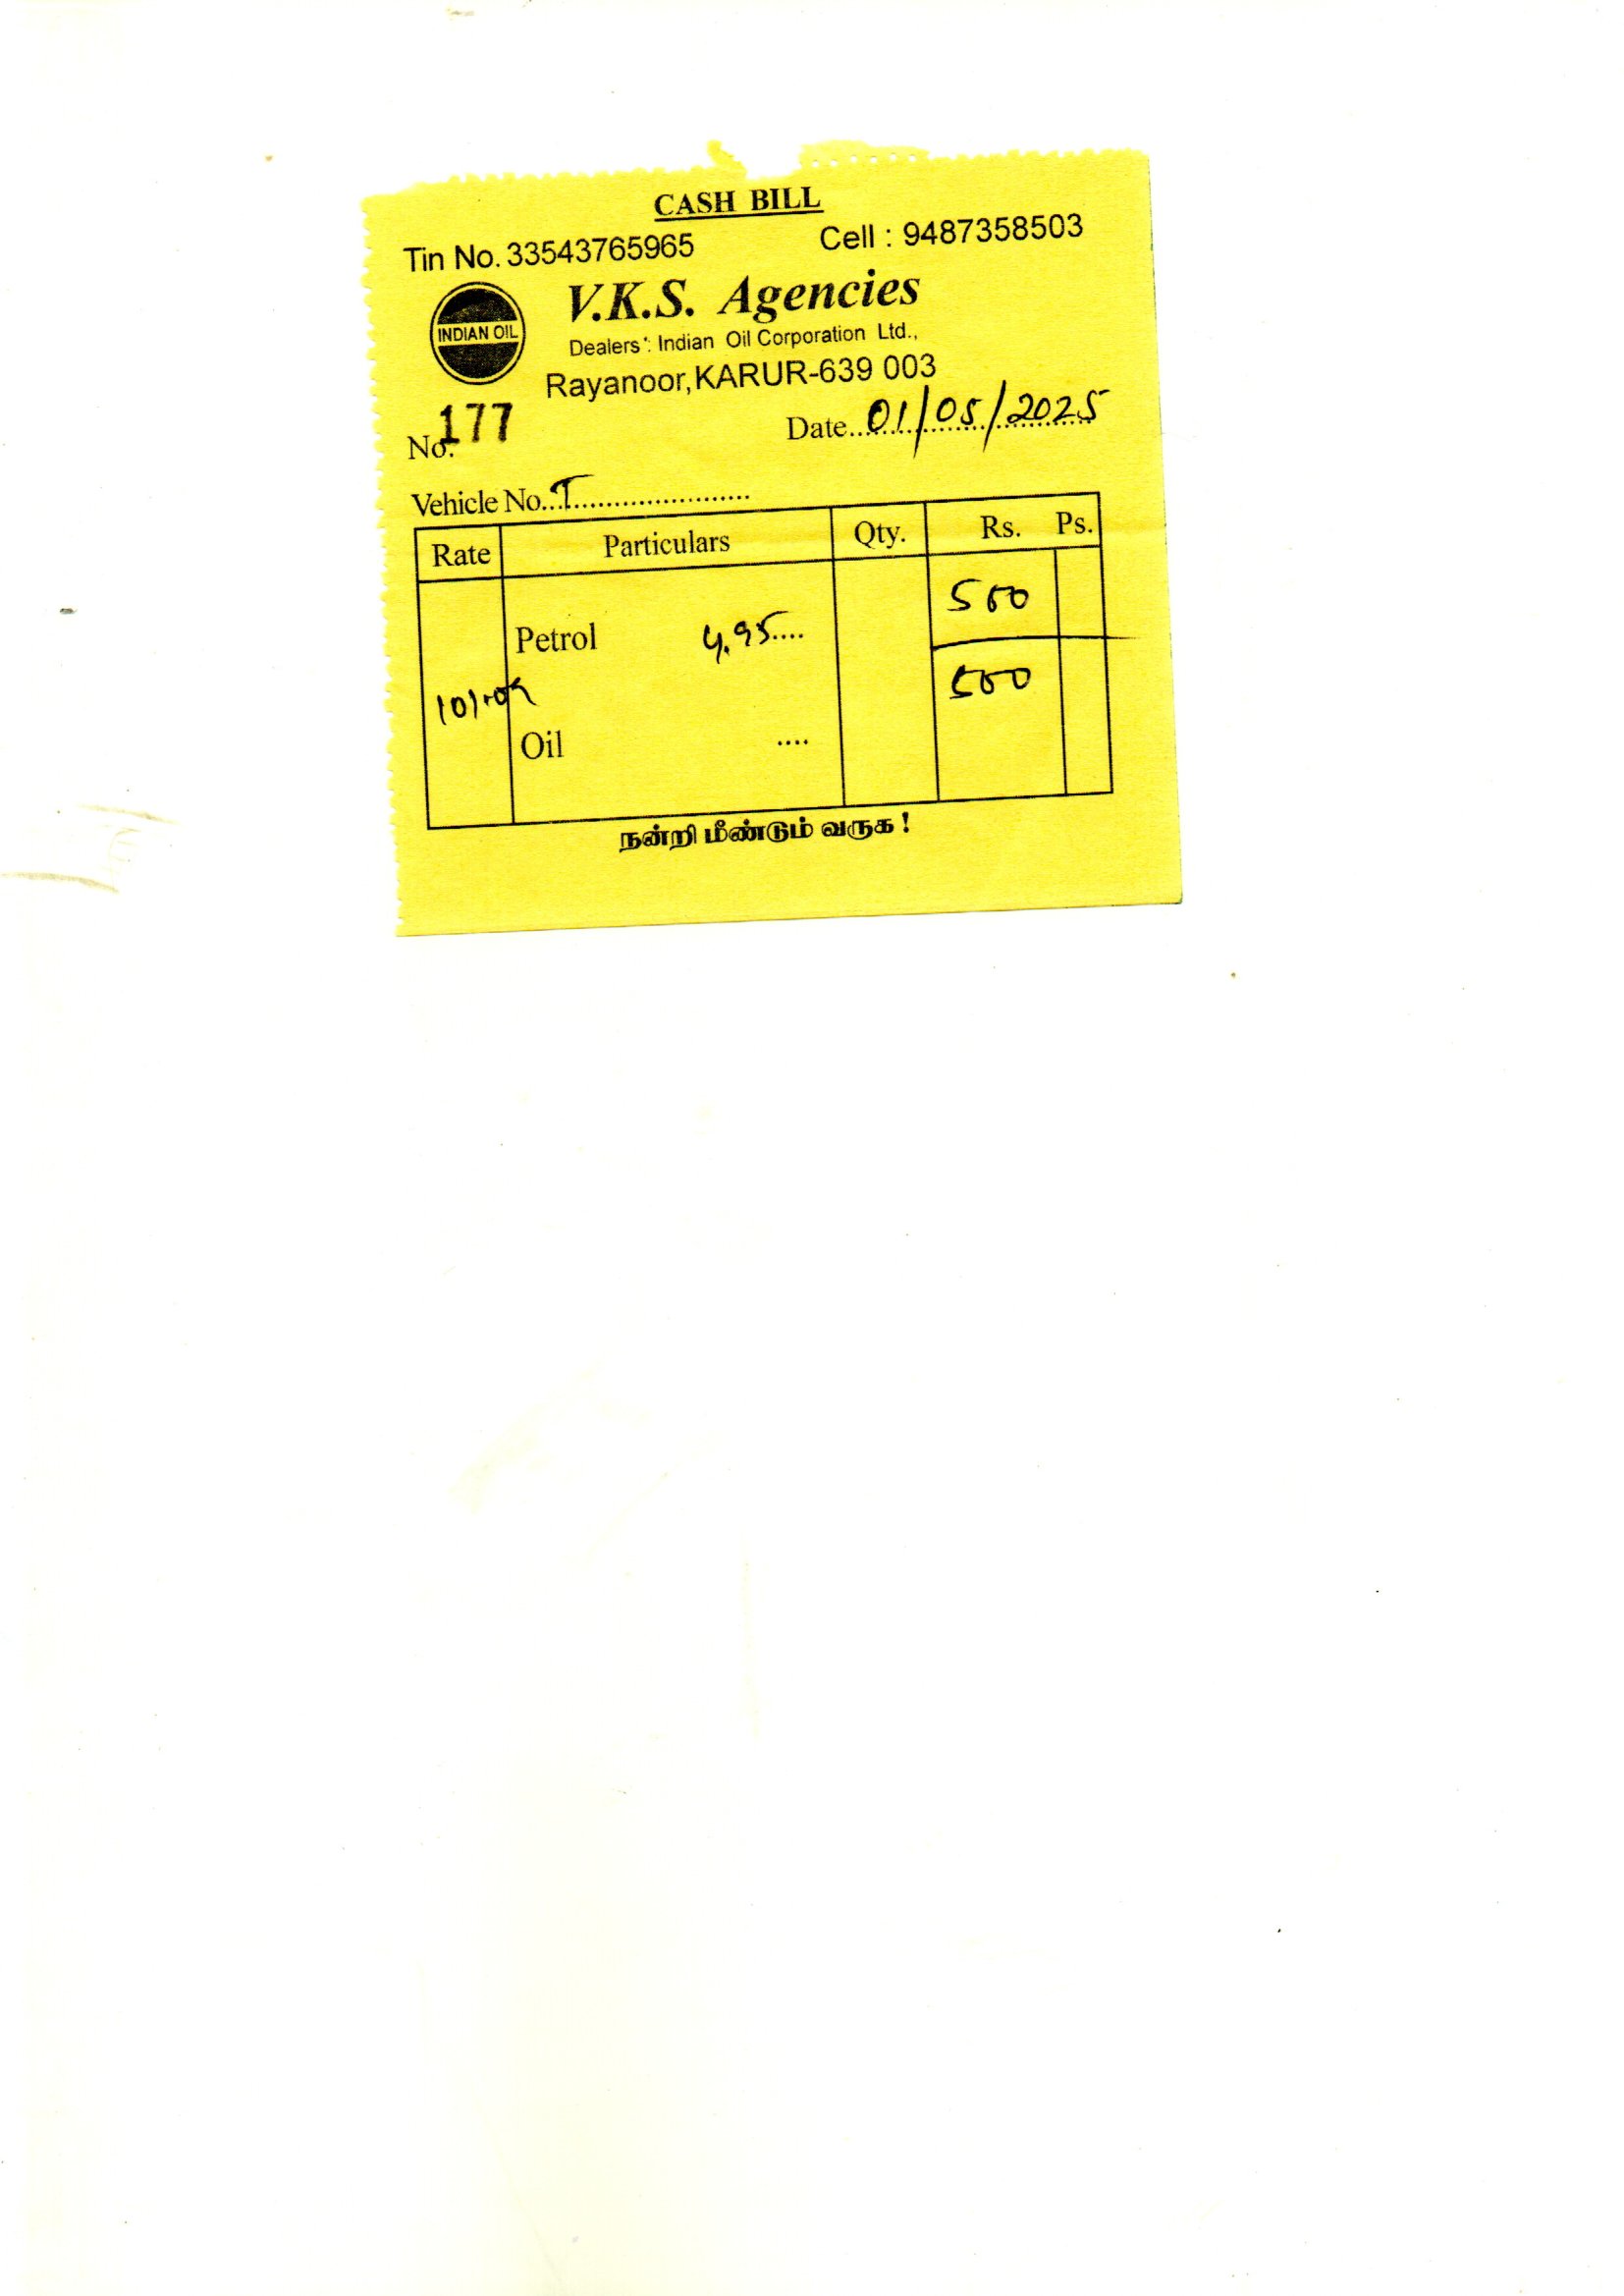 CASH BILL
Tin No. 33543765965 Cell : 9487358503
INDIAN OIL
V.K.S. Agencies
Dealers : Indian Oil Corporation Ltd.,
Rayanoor, KARUR-639 003
No. 177 Date 01/05/2025
Vehicle No. T
Rate Particulars Qty. Rs. Ps.
500
Petrol 4.95....
500
Oil ....
நன்றி மீண்டும் வருக !